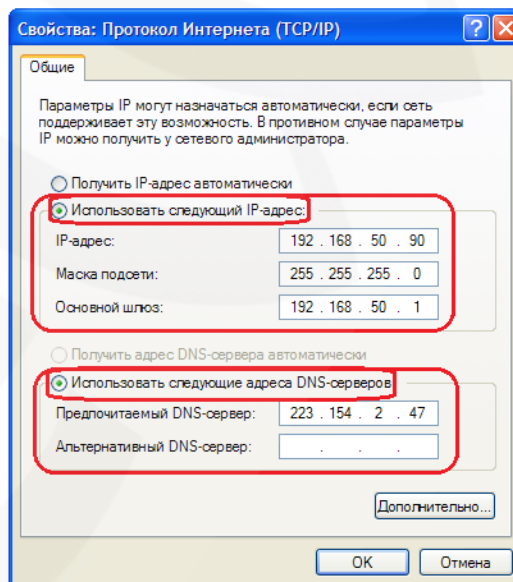 Свойства: Протокол Интернета (TCP/IP)
Общие
Параметры IP могут назначаться автоматически, если сеть
поддерживает эту возможность. В противном случае параметры
IP можно получить у сетевого администратора.
Получить IP-адрес автоматически
Использовать следующий IP-адрес:
IP-адрес: 192 . 168 . 50 . 90
Маска подсети: 255 . 255 . 255 . 0
Основной шлюз: 192 . 168 . 50 . 1
Получить адрес DNS-сервера автоматически
Использовать следующие адреса DNS-серверов
Предпочитаемый DNS-сервер: 223 . 154 . 2 . 47
Альтернативный DNS-сервер: . . .
Дополнительно...
OK Отмена